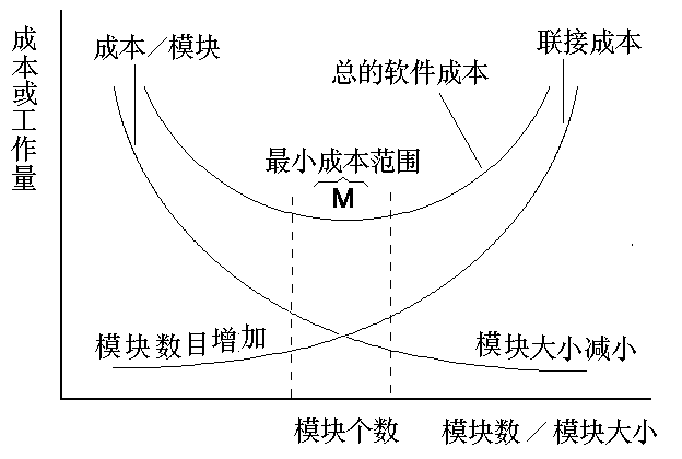 成本或工作量
成本／模块
总的软件成本
联接成本
最小成本范围
M
模块数目增加
模块大小减小
模块个数
模块数／模块大小